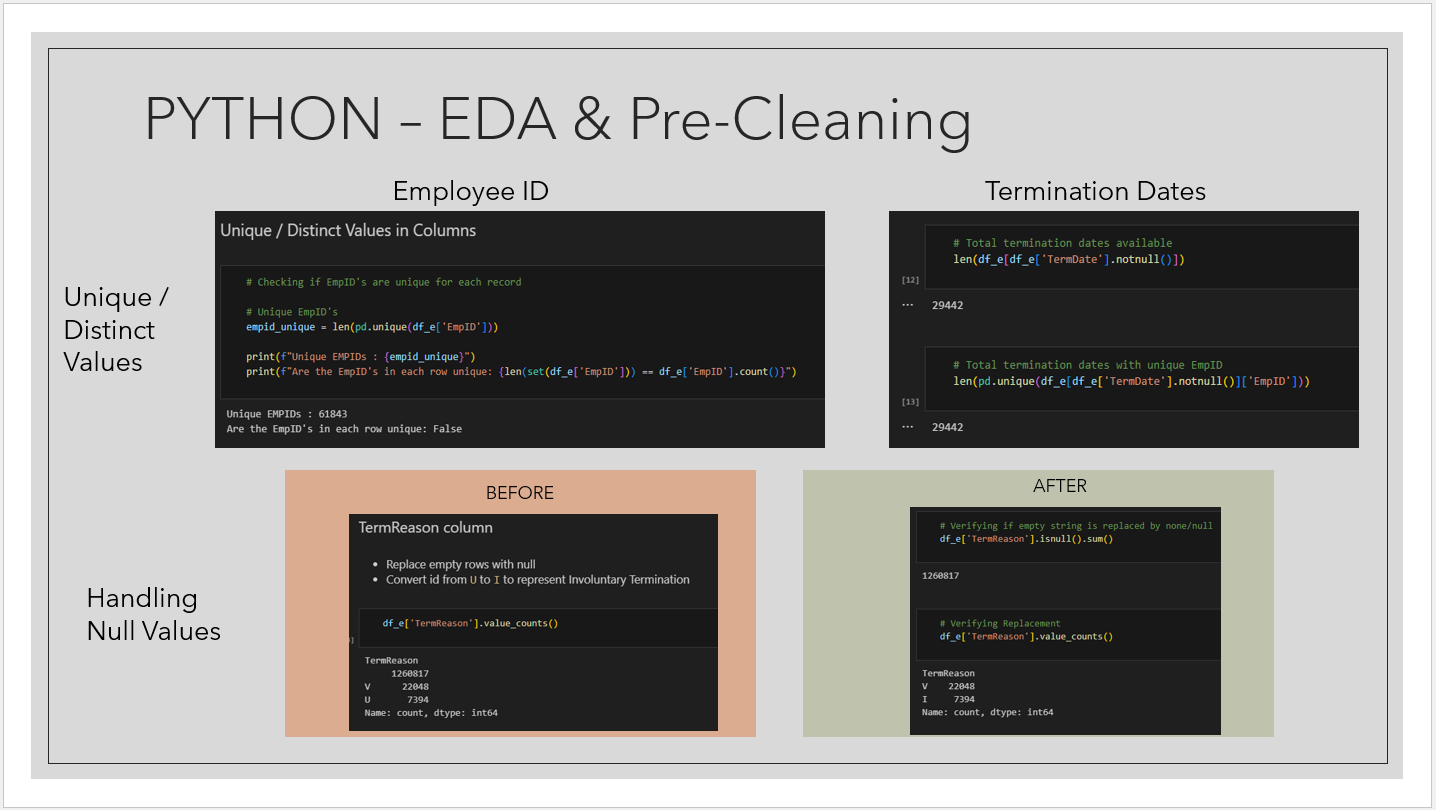 PYTHON – EDA & Pre-Cleaning
Employee ID
Termination Dates
Unique /
Distinct
Values
Unique / Distinct Values in Columns
# Checking if EmpID's are unique for each record
# Unique EmpID's
empid_unique = len(pd.unique(df_e['EmpID']))
print(f"Unique EMPIDs : {empid_unique}")
print(f"Are the EmpID's in each row unique: {len(set(df_e['EmpID'])) == df_e['EmpID'].count()}")
Unique EMPIDs : 61843
Are the EmpID's in each row unique: False
# Total termination dates available
len(df_e[df_e['TermDate'].notnull()])
[12]
... 29442
# Total termination dates with unique EmpID
len(pd.unique(df_e[df_e['TermDate'].notnull()]['EmpID']))
[13]
... 29442
Handling
Null Values
BEFORE
TermReason column
• Replace empty rows with null
• Convert id from U to I to represent Involuntary Termination
df_e['TermReason'].value_counts()
]
TermReason
1260817
V 22048
U 7394
Name: count, dtype: int64
AFTER
# Verifying if empty string is replaced by none/null
df_e['TermReason'].isnull().sum()
1260817
# Verifying Replacement
df_e['TermReason'].value_counts()
TermReason
V 22048
I 7394
Name: count, dtype: int64